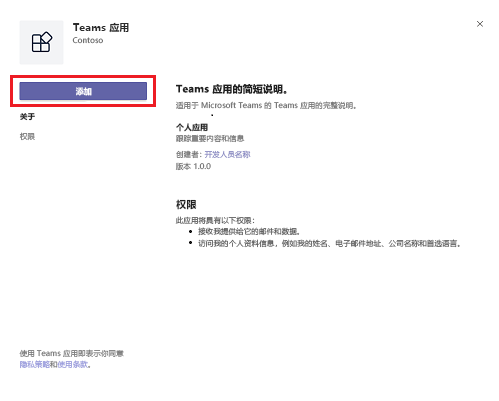 Teams 应用
Contoso
添加
关于
权限
Teams 应用的简短说明。
适用于 Microsoft Teams 的 Teams 应用的完整说明。
个人应用
跟踪重要内容和信息
创建者: 开发人员名称
版本 1.0.0
权限
此应用将具有以下权限:
• 接收我提供给它的邮件和数据。
• 访问我的个人资料信息，例如我的姓名、电子邮件地址、公司名称和首选语言。
使用 Teams 应用即表示你同意
隐私策略和使用条款。